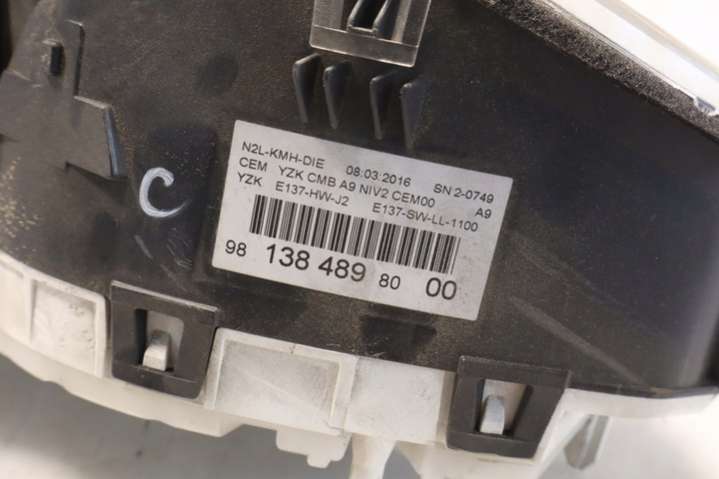 N2L-KMH-DIE 08:03:2016 SN 2-0749
CEM YZK CMB A9 NIV2 CEM00 A9
YZK E137-HW-J2 E137-SW-LL-1100
98 138 489 80 00
C